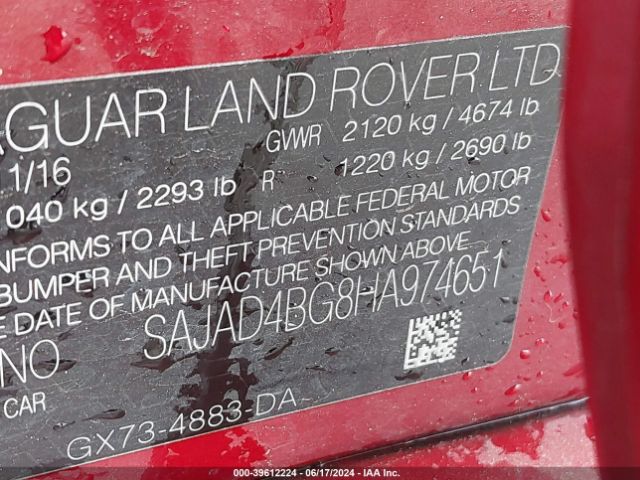 AGUAR LAND ROVER LTD
1/16 GVWR 2120 kg / 4674 lb
040 kg / 2293 lb R 1220 kg / 2690 lb
NFORMS TO ALL APPLICABLE FEDERAL MOTOR
BUMPER AND THEFT PREVENTION STANDARDS
E DATE OF MANUFACTURE SHOWN ABOVE
NO SAJAD4BG8HA974651
CAR
GX73-4883-DA
000-39612224 - 06/17/2024 - IAA Inc.